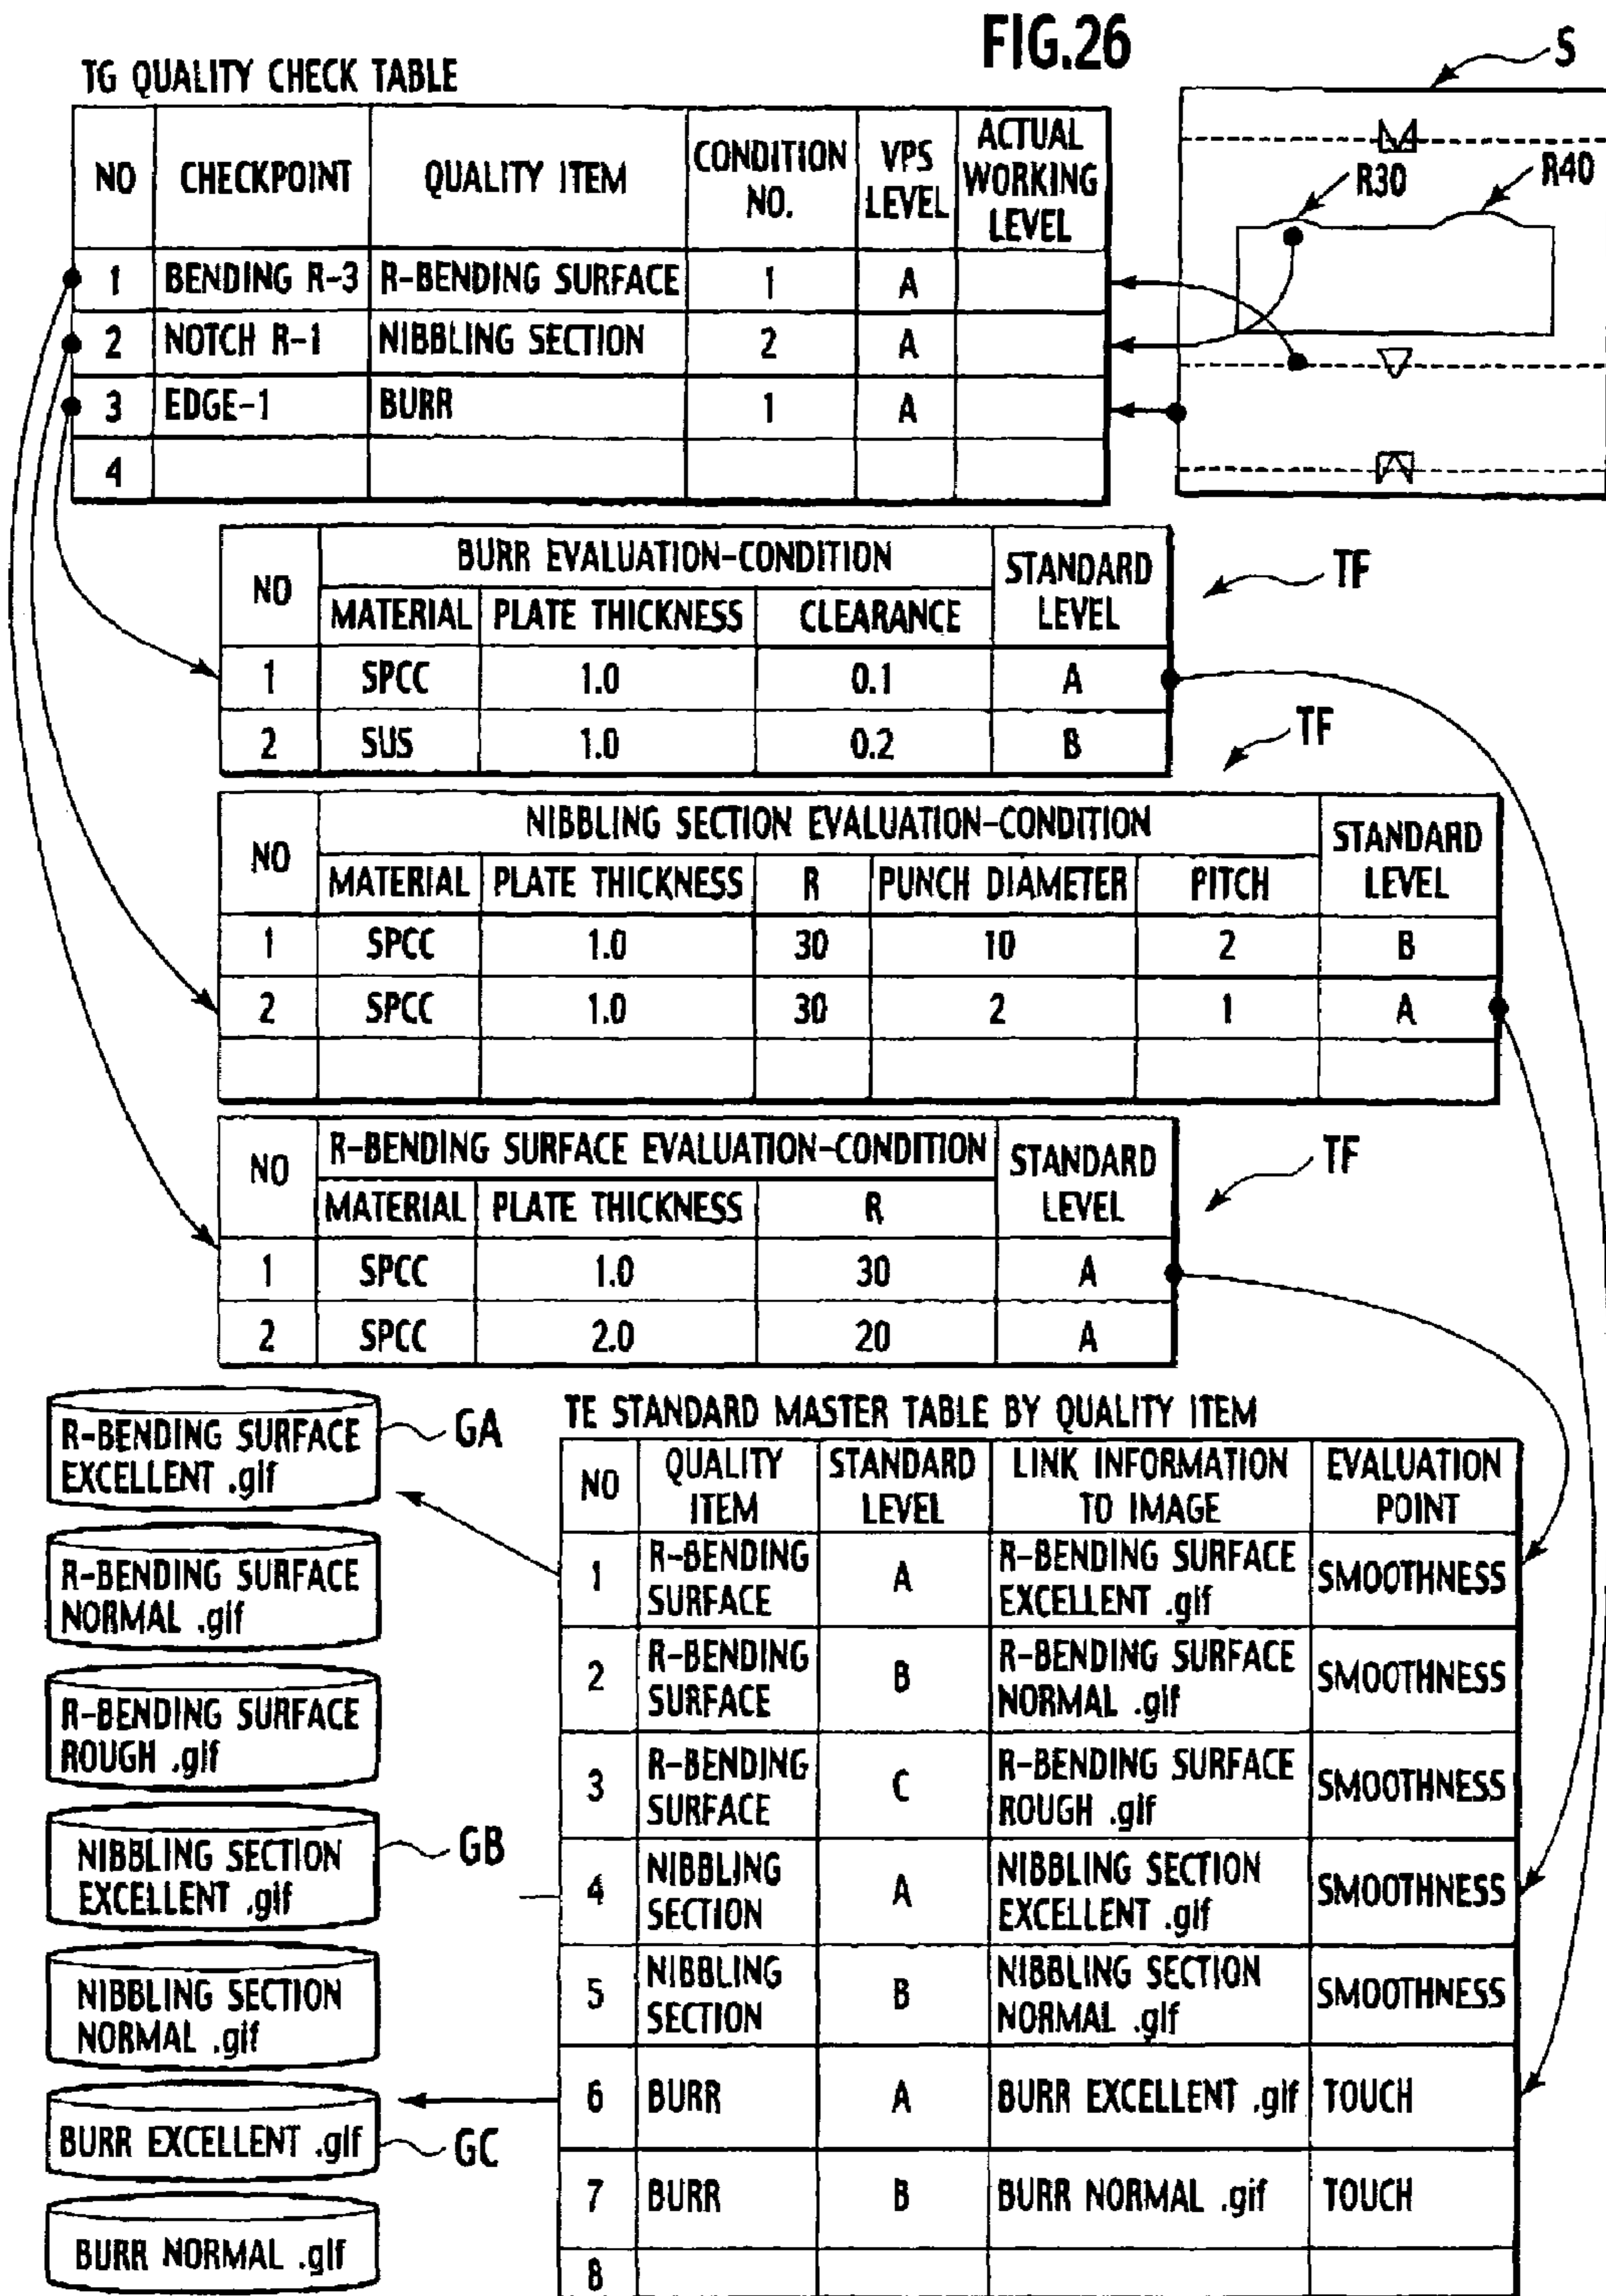 FIG.26
S
TG QUALITY CHECK TABLE
NO CHECKPOINT QUALITY ITEM CONDITION NO. VPS LEVEL ACTUAL WORKING LEVEL
1 BENDING R-3 R-BENDING SURFACE 1 A
2 NOTCH R-1 NIBBLING SECTION 2 A
3 EDGE-1 BURR 1 A
4
R30
R40
NO BURR EVALUATION-CONDITION STANDARD LEVEL
MATERIAL PLATE THICKNESS CLEARANCE
1 SPCC 1.0 0.1 A
2 SUS 1.0 0.2 B
TF
TF
NO NIBBLING SECTION EVALUATION-CONDITION STANDARD LEVEL
MATERIAL PLATE THICKNESS R PUNCH DIAMETER PITCH
1 SPCC 1.0 30 10 2 B
2 SPCC 1.0 30 2 1 A
NO R-BENDING SURFACE EVALUATION-CONDITION STANDARD LEVEL
MATERIAL PLATE THICKNESS R
1 SPCC 1.0 30 A
2 SPCC 2.0 20 A
TF
R-BENDING SURFACE
EXCELLENT .gif
GA
R-BENDING SURFACE
NORMAL .gif
R-BENDING SURFACE
ROUGH .gif
NIBBLING SECTION
EXCELLENT .gif
GB
NIBBLING SECTION
NORMAL .gif
BURR EXCELLENT .gif
GC
BURR NORMAL .gif
TE STANDARD MASTER TABLE BY QUALITY ITEM
NO QUALITY ITEM STANDARD LEVEL LINK INFORMATION TO IMAGE EVALUATION POINT
1 R-BENDING SURFACE A R-BENDING SURFACE EXCELLENT .gif SMOOTHNESS
2 R-BENDING SURFACE B R-BENDING SURFACE NORMAL .gif SMOOTHNESS
3 R-BENDING SURFACE C R-BENDING SURFACE ROUGH .gif SMOOTHNESS
4 NIBBLING SECTION A NIBBLING SECTION EXCELLENT .gif SMOOTHNESS
5 NIBBLING SECTION B NIBBLING SECTION NORMAL .gif SMOOTHNESS
6 BURR A BURR EXCELLENT .gif TOUCH
7 BURR B BURR NORMAL .gif TOUCH
8